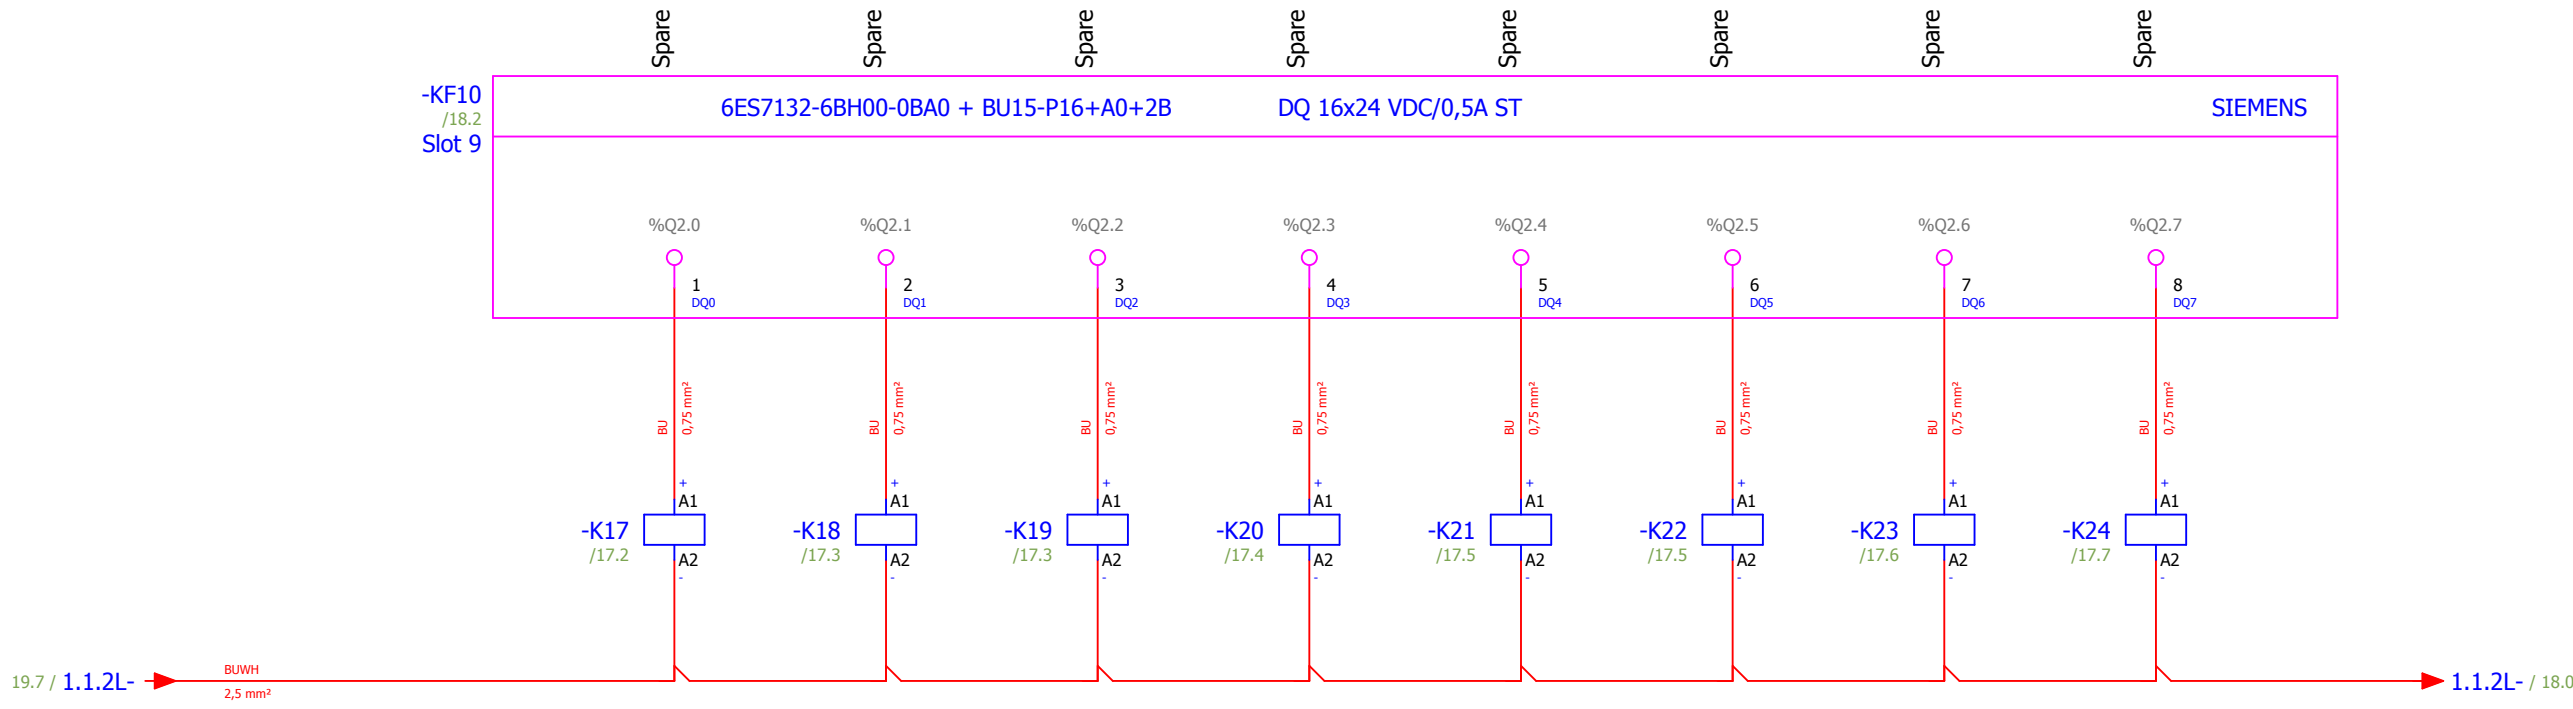 Spare Spare Spare Spare Spare Spare Spare Spare
-KF10 6ES7132-6BH00-0BA0 + BU15-P16+A0+2B DQ 16x24 VDC/0,5A ST SIEMENS
/18.2
Slot 9
%Q2.0 %Q2.1 %Q2.2 %Q2.3 %Q2.4 %Q2.5 %Q2.6 %Q2.7
1 2 3 4 5 6 7 8
DQ0 DQ1 DQ2 DQ3 DQ4 DQ5 DQ6 DQ7
BU 0,75 mm² BU 0,75 mm² BU 0,75 mm² BU 0,75 mm² BU 0,75 mm² BU 0,75 mm² BU 0,75 mm² BU 0,75 mm²
+ + + + + + + +
A1 A1 A1 A1 A1 A1 A1 A1
-K17 -K18 -K19 -K20 -K21 -K22 -K23 -K24
/17.2 /17.3 /17.3 /17.4 /17.5 /17.5 /17.6 /17.7
A2 A2 A2 A2 A2 A2 A2 A2
- - - - - - - -
BUWH
19.7 / 1.1.2L- 1.1.2L- / 18.0
2,5 mm²